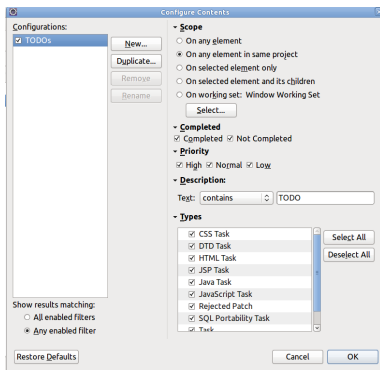 Configure Contents
Configurations:
TODOs
New...
Duplicate...
Remove
Rename
Show results matching:
All enabled filters
Any enabled filter
Scope
On any element
On any element in same project
On selected element only
On selected element and its children
On working set: Window Working Set
Select...
Completed
Completed Not Completed
Priority
High Normal Low
Description:
Text: contains TODO
Types
CSS Task
DTD Task
HTML Task
JSP Task
Java Task
JavaScript Task
Rejected Patch
SQL Portability Task
Task
Select All
Deselect All
Restore Defaults
Cancel
OK